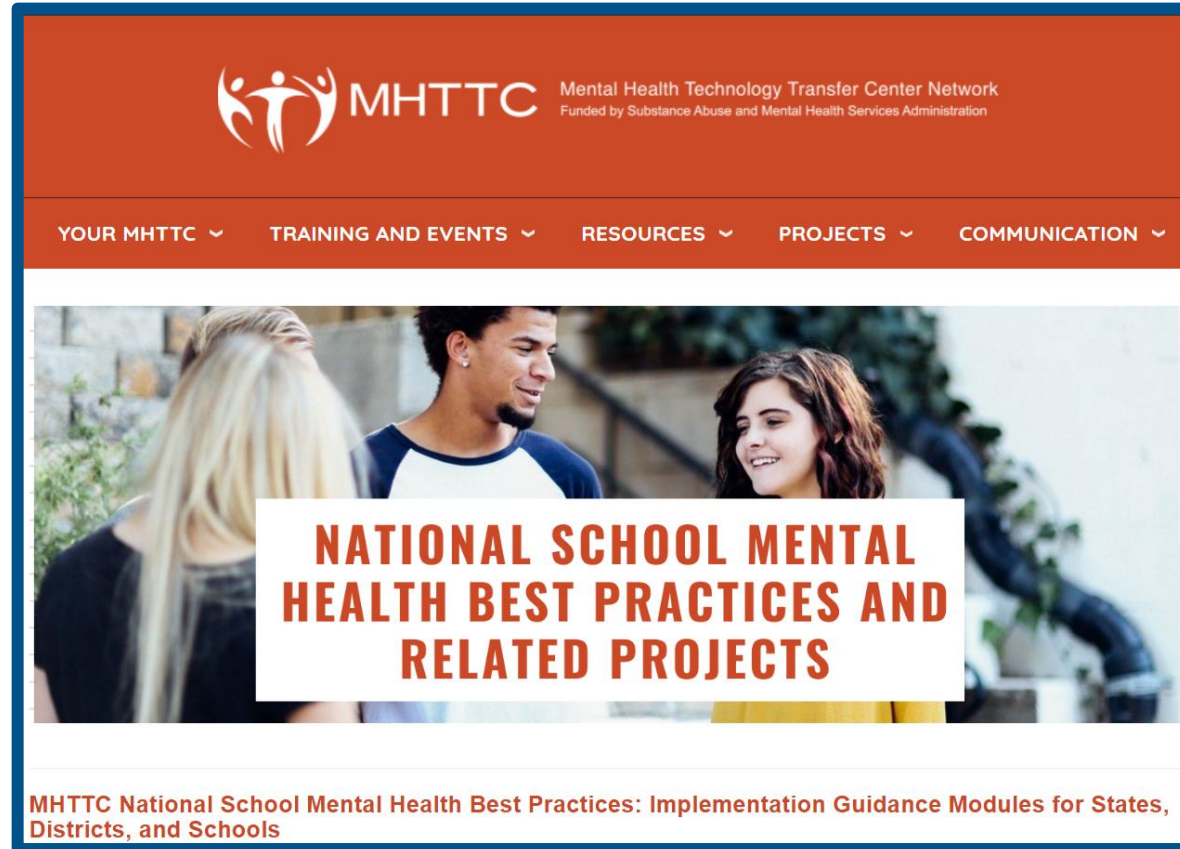 MHTTC
Mental Health Technology Transfer Center Network
Funded by Substance Abuse and Mental Health Services Administration
YOUR MHTTC TRAINING AND EVENTS RESOURCES PROJECTS COMMUNICATION
NATIONAL SCHOOL MENTAL
HEALTH BEST PRACTICES AND
RELATED PROJECTS
MHTTC National School Mental Health Best Practices: Implementation Guidance Modules for States,
Districts, and Schools